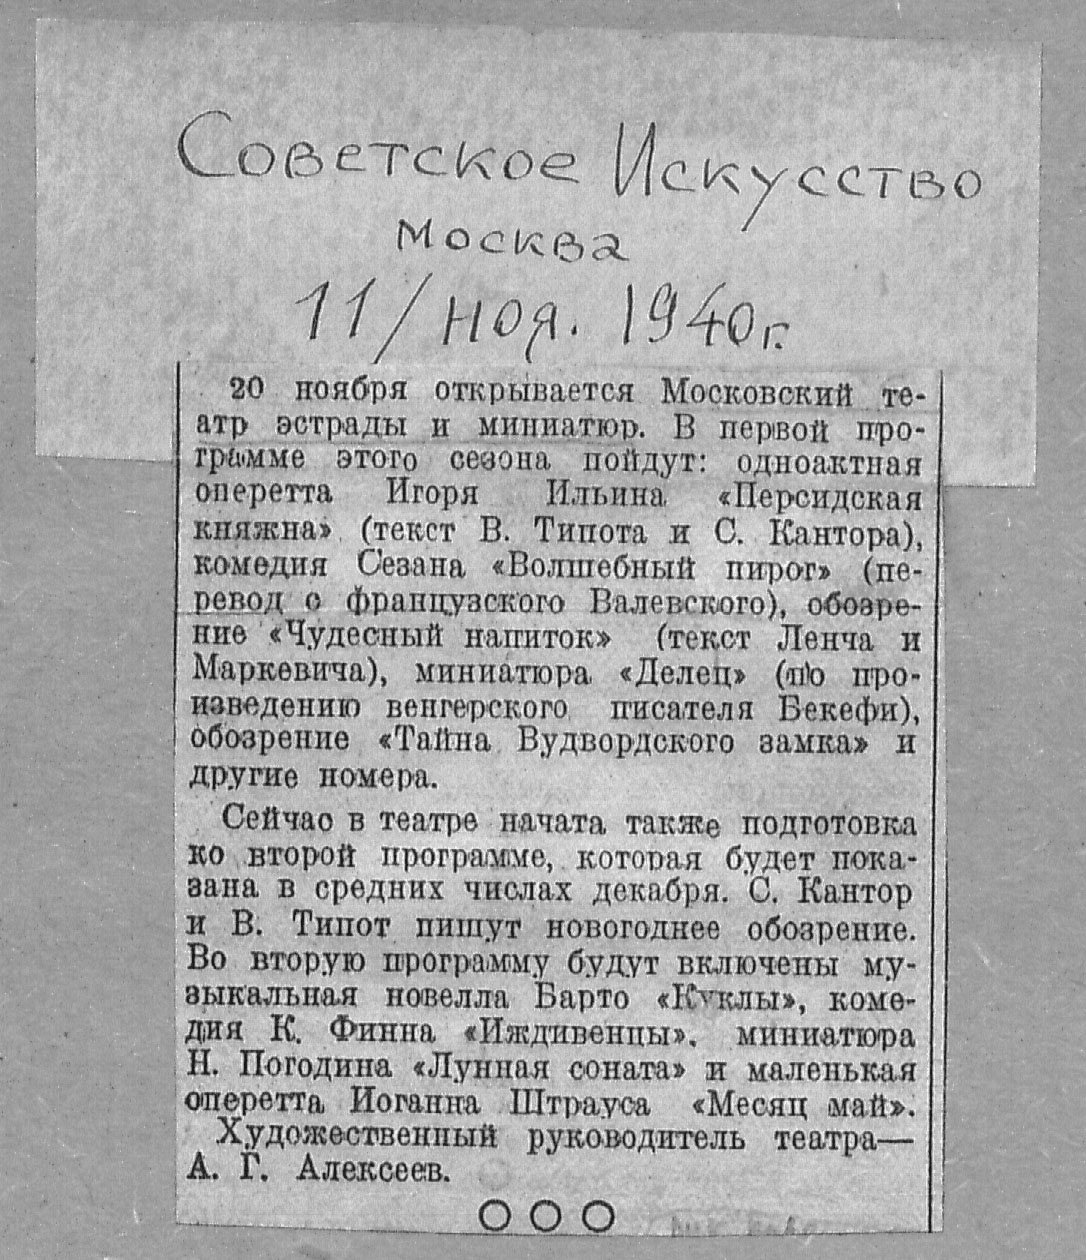 Советское Искусство
Москва
11/ноя. 1940г.
20 ноября открывается Московский те-
атр эстрады и миниатюр. В первой про-
грамме этого сезона пойдут: одноактная
оперетта Игоря Ильина «Персидская
княжна» (текст В. Типота и С. Кантора),
комедия Сезана «Волшебный пирог» (пе-
ревод с французского Валевского), обозре-
ние «Чудесный напиток» (текст Ленча и
Маркевича), миниатюра «Делец» (по про-
изведению венгерского писателя Бекефи),
обозрение «Тайна Вудвордского замка» и
другие номера.
Сейчас в театре начата также подготовка
ко второй программе, которая будет пока-
зана в средних числах декабря. С. Кантор
и В. Типот пишут новогоднее обозрение.
Во вторую программу будут включены му-
зыкальная новелла Барто «Куклы», коме-
дия К. Финна «Иждивенцы», миниатюра
Н. Погодина «Лунная соната» и маленькая
оперетта Иоганна Штрауса «Месяц май».
Художественный руководитель театра—
А. Г. Алексеев.